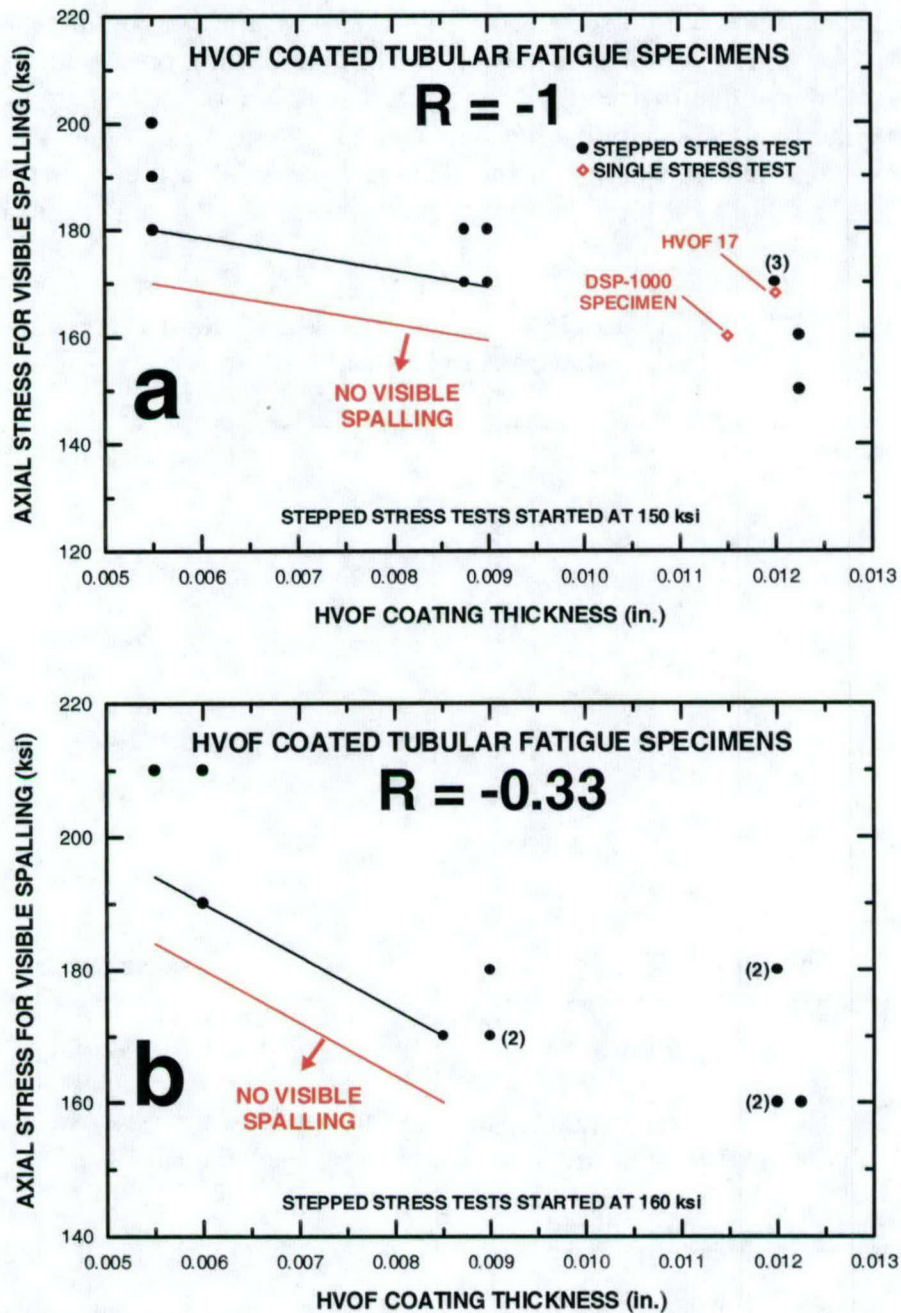 HVOF COATED TUBULAR FATIGUE SPECIMENS
R = -1
STEPPED STRESS TEST
SINGLE STRESS TEST
HVOF 17
(3)
DSP-1000
SPECIMEN
a
NO VISIBLE
SPALLING
STEPPED STRESS TESTS STARTED AT 150 ksi
AXIAL STRESS FOR VISIBLE SPALLING (ksi)
220
200
180
160
140
120
0.005 0.006 0.007 0.008 0.009 0.010 0.011 0.012 0.013
HVOF COATING THICKNESS (in.)
HVOF COATED TUBULAR FATIGUE SPECIMENS
R = -0.33
(2)
(2)
(2)
b
NO VISIBLE
SPALLING
STEPPED STRESS TESTS STARTED AT 160 ksi
AXIAL STRESS FOR VISIBLE SPALLING (ksi)
220
200
180
160
140
0.005 0.006 0.007 0.008 0.009 0.010 0.011 0.012 0.013
HVOF COATING THICKNESS (in.)